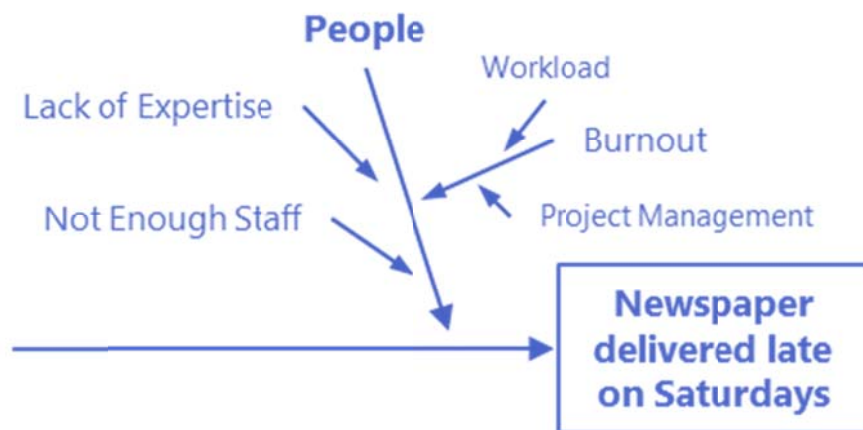 People
Workload
Lack of Expertise
Burnout
Not Enough Staff
Project Management
Newspaper
delivered late
on Saturdays